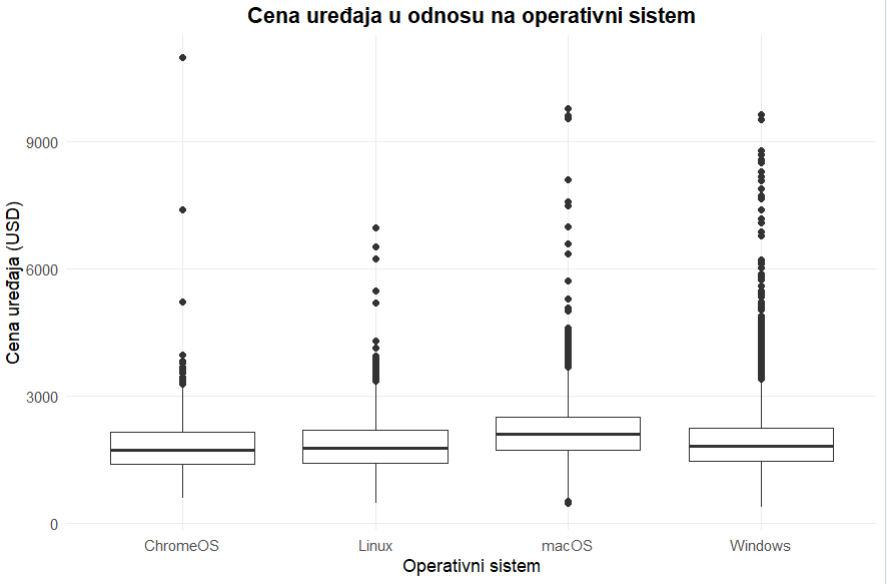 Cena uređaja u odnosu na operativni sistem
Cena uređaja (USD)
9000
6000
3000
0
ChromeOS Linux macOS Windows
Operativni sistem